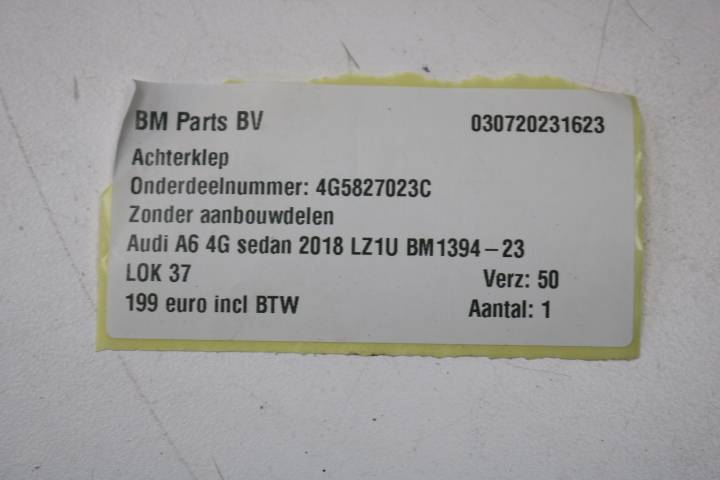 BM Parts BV 030720231623
Achterklep
Onderdeelnummer: 4G5827023C
Zonder aanbouwdelen
Audi A6 4G sedan 2018 LZ1U BM1394-23
LOK 37 Verz: 50
199 euro incl BTW Aantal: 1